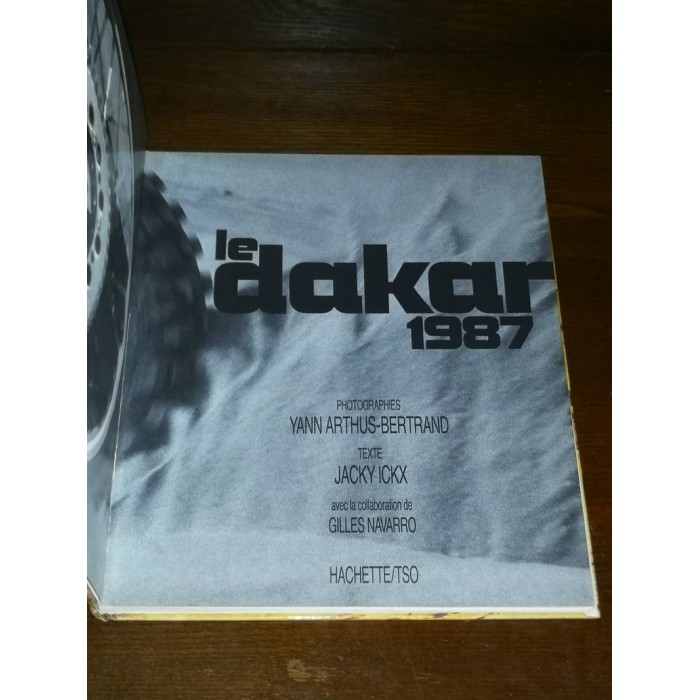 le
dakar
1987
PHOTOGRAPHIES
YANN ARTHUS-BERTRAND
TEXTE
JACKY ICKX
avec la collaboration de
GILLES NAVARRO
HACHETTE/TSO